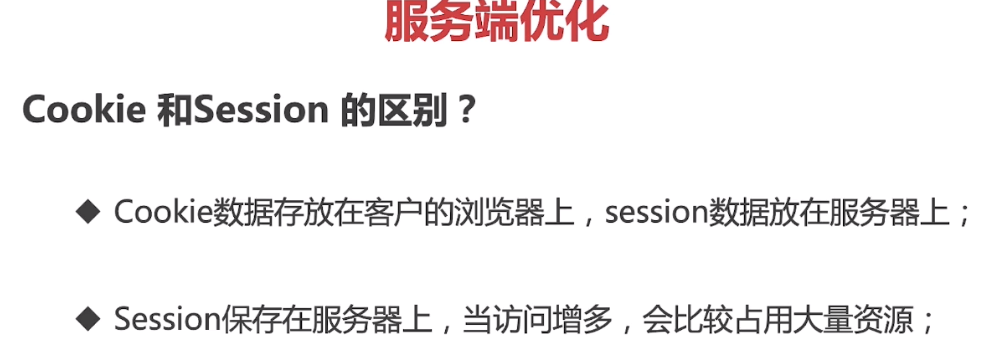 服务端优化
Cookie 和Session 的区别？
◆ Cookie数据存放在客户的浏览器上，session数据放在服务器上；
◆ Session保存在服务器上，当访问增多，会比较占用大量资源；